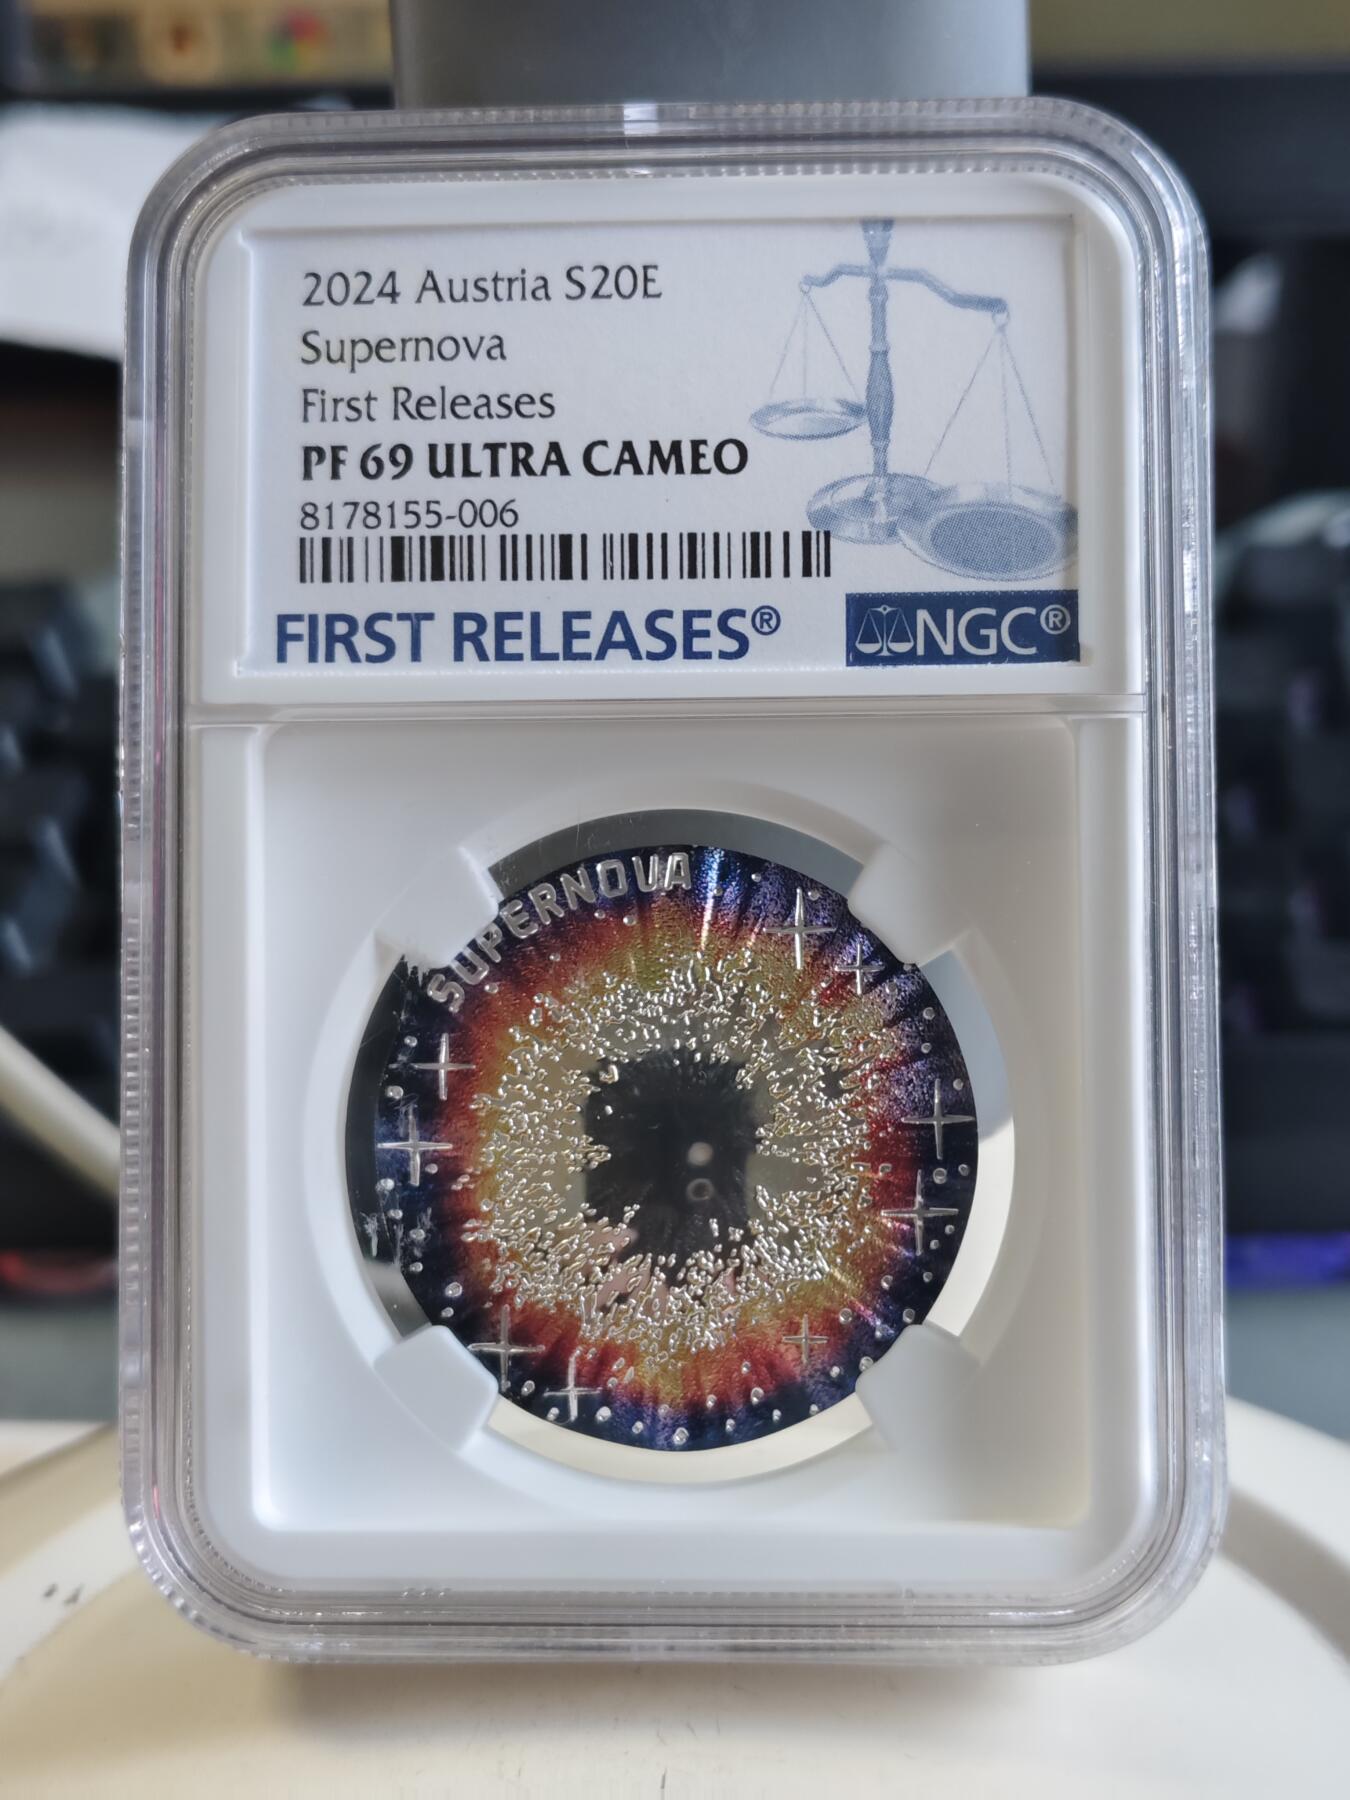 2024 Austria S20E
Supernova
First Releases
PF 69 ULTRA CAMEO
8178155-006
FIRST RELEASES®
NGC®
SUPERNOVA